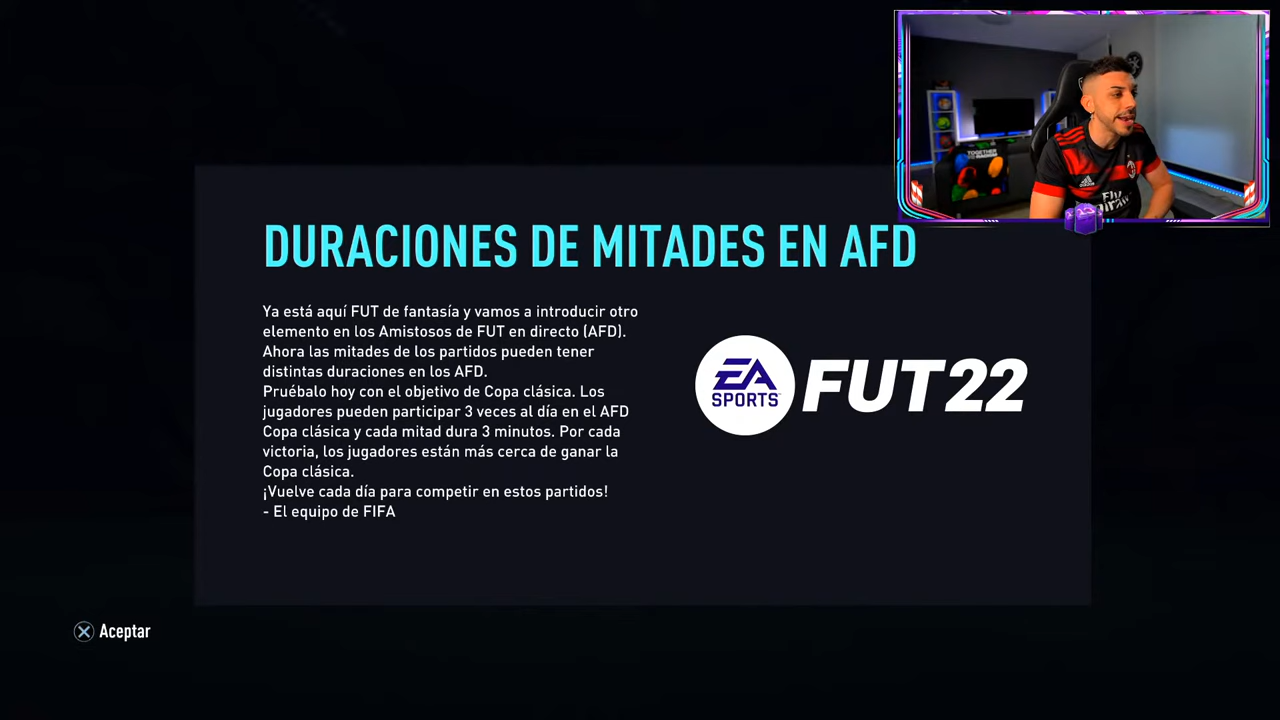 DURACIONES DE MITADES EN AFD
Ya está aquí FUT de fantasía y vamos a introducir otro
elemento en los Amistosos de FUT en directo (AFD).
Ahora las mitades de los partidos pueden tener
distintas duraciones en los AFD.
Pruébalo hoy con el objetivo de Copa clásica. Los
jugadores pueden participar 3 veces al día en el AFD
Copa clásica y cada mitad dura 3 minutos. Por cada
victoria, los jugadores están más cerca de ganar la
Copa clásica.
¡Vuelve cada día para competir en estos partidos!
- El equipo de FIFA
EA
SPORTS
FUT22
Aceptar
TOGETHER
Fly